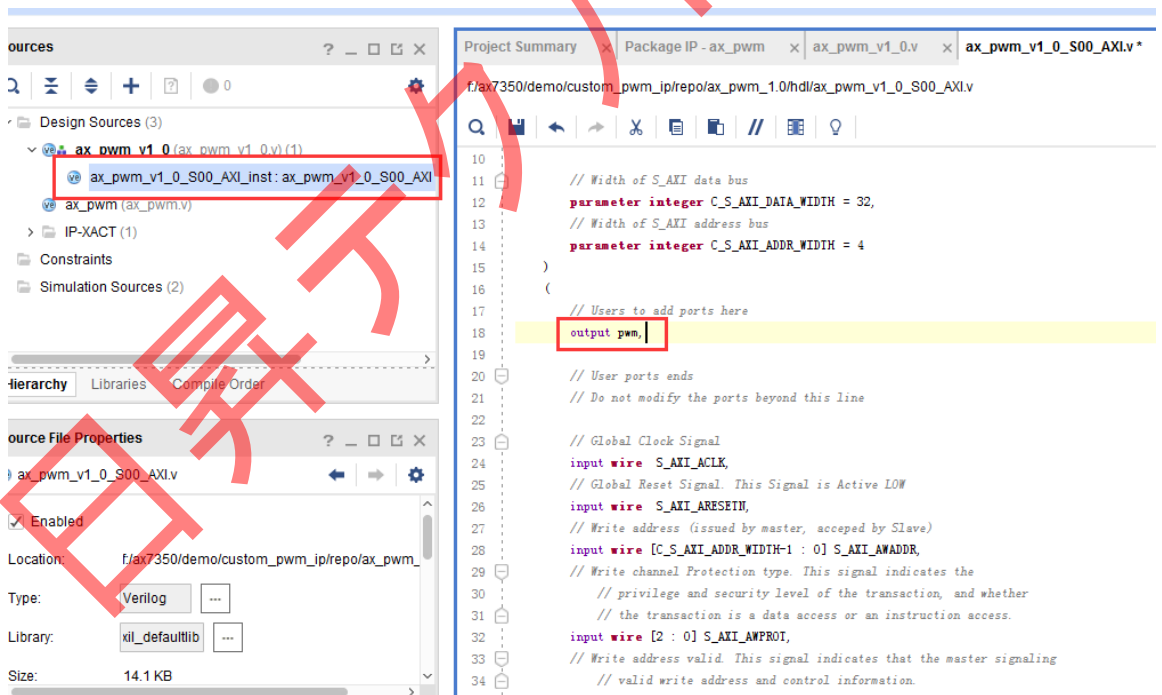 ources
0
Design Sources (3)
ax_pwm_v1_0 (ax_pwm_v1_0.v) (1)
ax_pwm_v1_0_S00_AXI_inst : ax_pwm_v1_0_S00_AXI
ax_pwm (ax_pwm.v)
IP-XACT (1)
Constraints
Simulation Sources (2)
Hierarchy Libraries Compile Order
ource File Properties
ax_pwm_v1_0_S00_AXI.v
Enabled
Location: f:/ax7350/demo/custom_pwm_ip/repo/ax_pwm_
Type: Verilog
Library: xil_defaultlib
Size: 14.1 KB
Project Summary Package IP - ax_pwm ax_pwm_v1_0.v ax_pwm_v1_0_S00_AXI.v *
f:/ax7350/demo/custom_pwm_ip/repo/ax_pwm_1.0/hdl/ax_pwm_v1_0_S00_AXI.v
10
11 // Width of S_AXI data bus
12 parameter integer C_S_AXI_DATA_WIDTH = 32,
13 // Width of S_AXI address bus
14 parameter integer C_S_AXI_ADDR_WIDTH = 4
15 )
16 (
17 // Users to add ports here
18 output pwm,
19
20 // User ports ends
21 // Do not modify the ports beyond this line
22
23 // Global Clock Signal
24 input wire S_AXI_ACLK,
25 // Global Reset Signal. This Signal is Active LOW
26 input wire S_AXI_ARESETN,
27 // Write address (issued by master, acceped by Slave)
28 input wire [C_S_AXI_ADDR_WIDTH-1 : 0] S_AXI_AWADDR,
29 // Write channel Protection type. This signal indicates the
30 // privilege and security level of the transaction, and whether
31 // the transaction is a data access or an instruction access.
32 input wire [2 : 0] S_AXI_AWPROT,
33 // Write address valid. This signal indicates that the master signaling
34 // valid write address and control information.
日昇テク